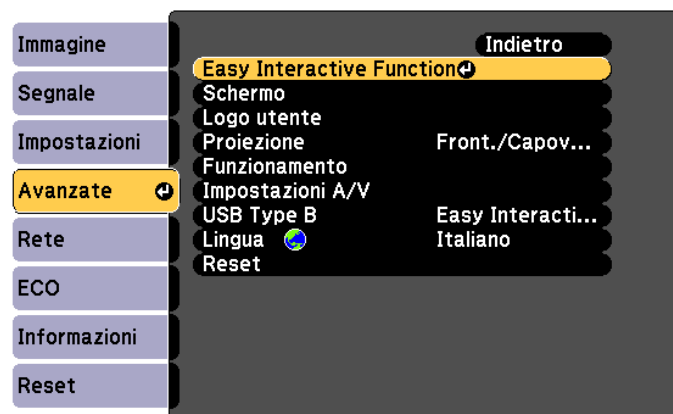 Immagine
Segnale
Impostazioni
Avanzate
Rete
ECO
Informazioni
Reset
Indietro
Easy Interactive Function
Schermo
Logo utente
Proiezione Front./Capov...
Funzionamento
Impostazioni A/V
USB Type B Easy Interacti...
Lingua Italiano
Reset